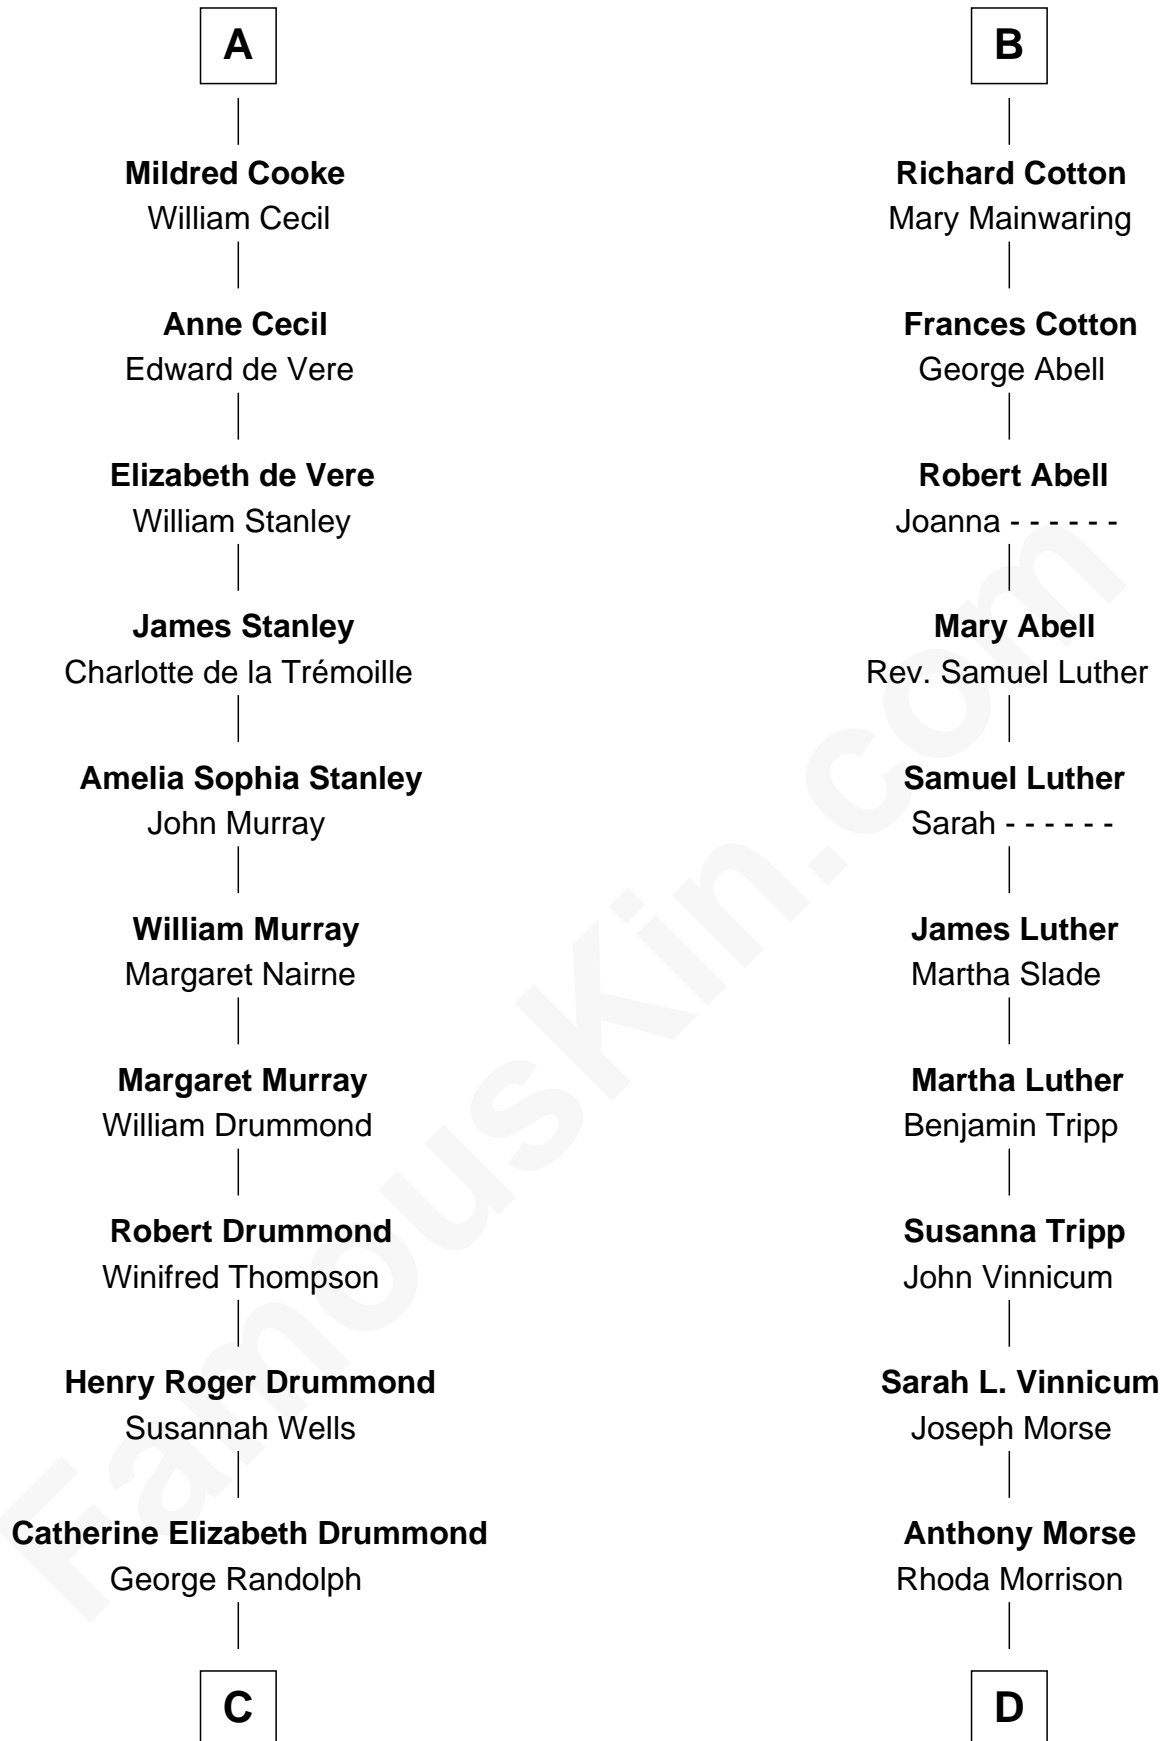 A
Mildred Cooke
William Cecil
Anne Cecil
Edward de Vere
Elizabeth de Vere
William Stanley
James Stanley
Charlotte de la Trémoille
Amelia Sophia Stanley
John Murray
William Murray
Margaret Nairne
Margaret Murray
William Drummond
Robert Drummond
Winifred Thompson
Henry Roger Drummond
Susannah Wells
Catherine Elizabeth Drummond
George Randolph
C
B
Richard Cotton
Mary Mainwaring
Frances Cotton
George Abell
Robert Abell
Joanna - - - - - -
Mary Abell
Rev. Samuel Luther
Samuel Luther
Sarah - - - - - -
James Luther
Martha Slade
Martha Luther
Benjamin Tripp
Susanna Tripp
John Vinnicum
Sarah L. Vinnicum
Joseph Morse
Anthony Morse
Rhoda Morrison
D
FamousKin.com